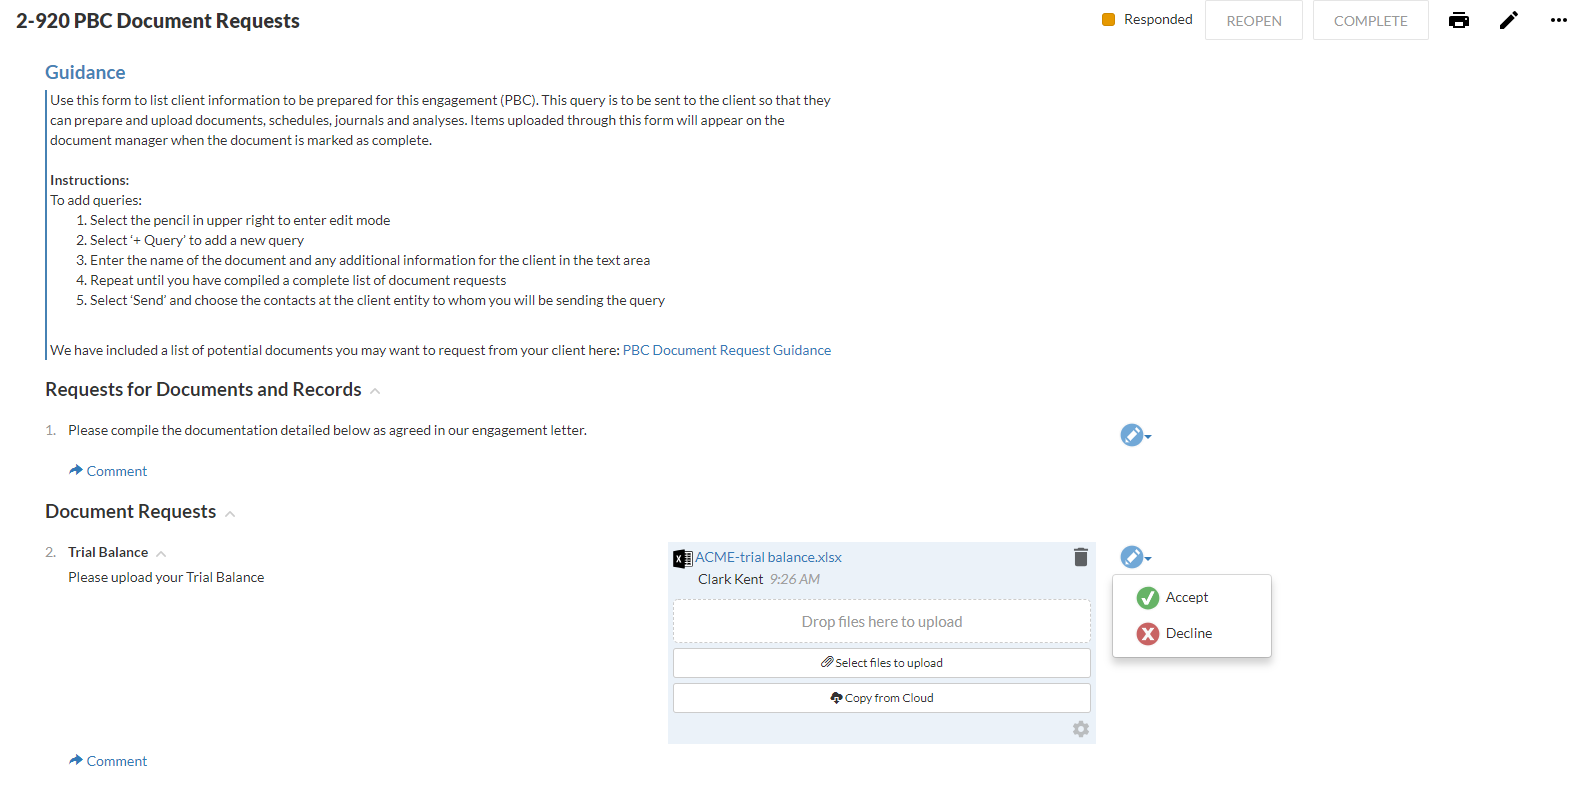 2-920 PBC Document Requests
Responded
REOPEN
COMPLETE
Guidance
Use this form to list client information to be prepared for this engagement (PBC). This query is to be sent to the client so that they
can prepare and upload documents, schedules, journals and analyses. Items uploaded through this form will appear on the
document manager when the document is marked as complete.
Instructions:
To add queries:
1. Select the pencil in upper right to enter edit mode
2. Select ‘+ Query’ to add a new query
3. Enter the name of the document and any additional information for the client in the text area
4. Repeat until you have compiled a complete list of document requests
5. Select ‘Send’ and choose the contacts at the client entity to whom you will be sending the query
We have included a list of potential documents you may want to request from your client here: PBC Document Request Guidance
Requests for Documents and Records
1. Please compile the documentation detailed below as agreed in our engagement letter.
Comment
Document Requests
2. Trial Balance
Please upload your Trial Balance
ACME-trial balance.xlsx
Clark Kent 9:26 AM
Drop files here to upload
Select files to upload
Copy from Cloud
Accept
Decline
Comment